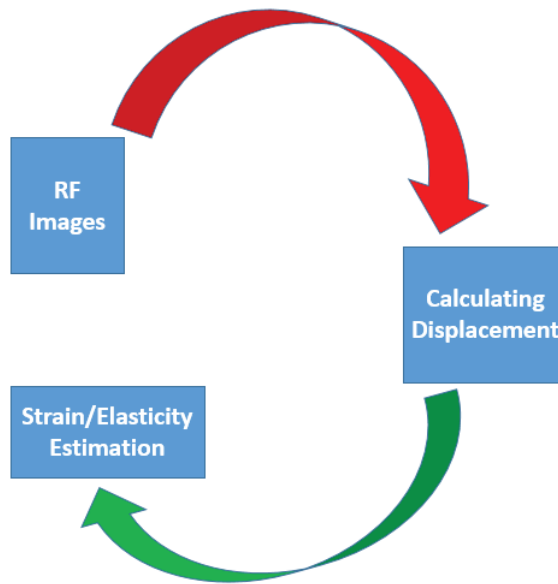 RF
Images
Calculating
Displacement
Strain/Elasticity
Estimation